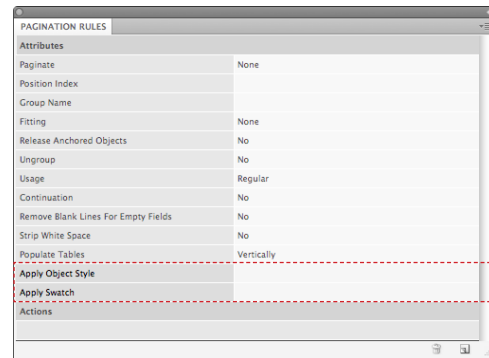 PAGINATION RULES
Attributes
Paginate None
Position Index
Group Name
Fitting None
Release Anchored Objects No
Ungroup No
Usage Regular
Continuation No
Remove Blank Lines For Empty Fields No
Strip White Space No
Populate Tables Vertically
Apply Object Style
Apply Swatch
Actions